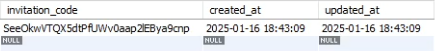 invitation_code created_at updated_at
SeeOkwVTQX5dtPfUWv0aap2lEBya9cnp 2025-01-16 18:43:09 2025-01-16 18:43:09
NULL NULL NULL